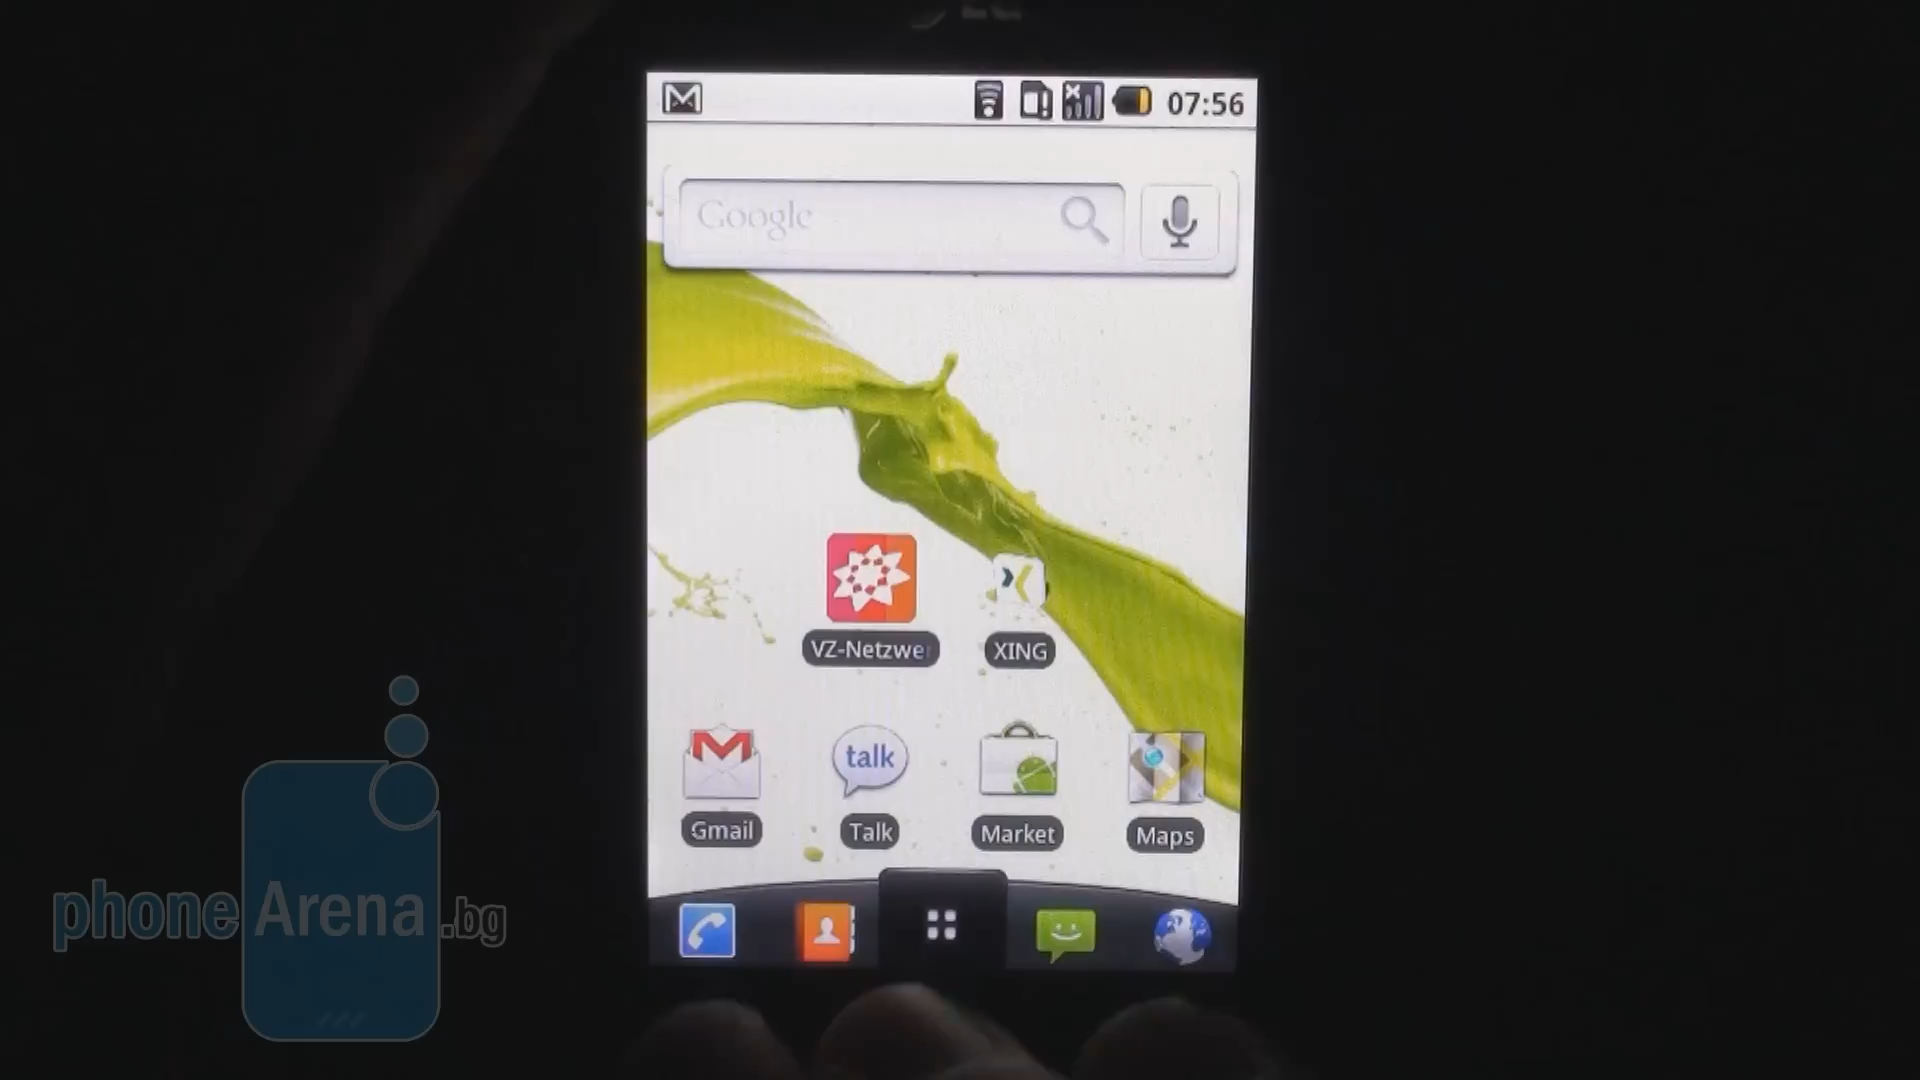 07:56
Google
VZ-Netzwe
XING
talk
Gmail
Talk
Market
Maps
phoneArena.bg